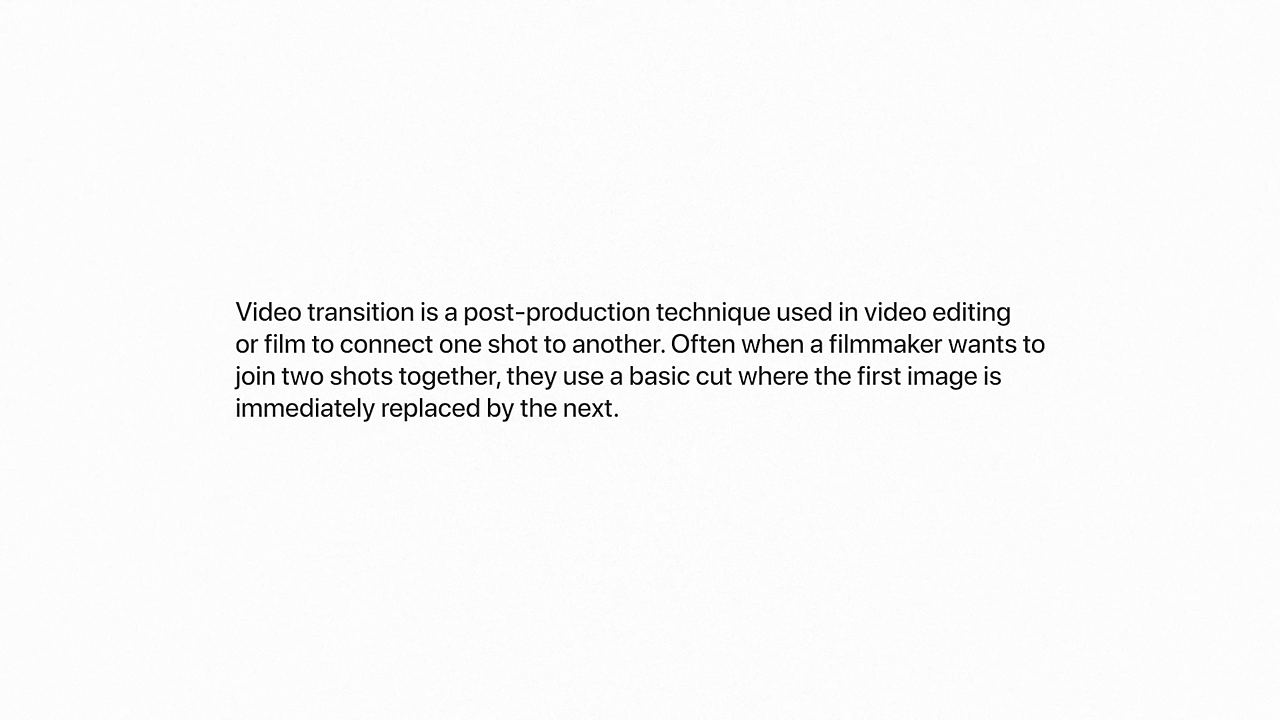 Video transition is a post-production technique used in video editing
or film to connect one shot to another. Often when a filmmaker wants to
join two shots together, they use a basic cut where the first image is
immediately replaced by the next.